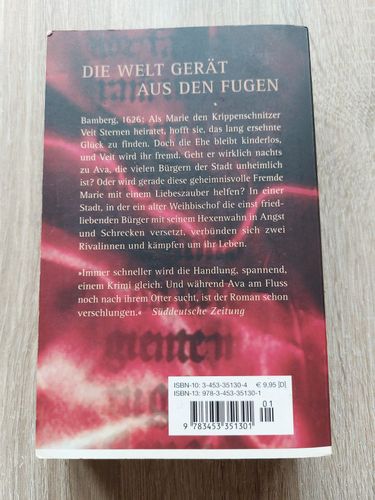 DIE WELT GERÄT
AUS DEN FUGEN
Bamberg, 1626: Als Marie den Krippenschnitzer
Veit Sternen heiratet, hofft sie, das lang ersehnte
Glück zu finden. Doch die Ehe bleibt kinderlos,
und Veit wird ihr fremd. Geht er wirklich nachts
zu Ava, die vielen Bürgern der Stadt unheimlich
ist? Oder wird gerade diese geheimnisvolle Fremde
Marie mit einem Liebeszauber helfen? In einer
Stadt, in der ein alter Weihbischof die einst fried-
liebenden Bürger mit seinem Hexenwahn in Angst
und Schrecken versetzt, verbünden sich zwei
Rivalinnen und kämpfen um ihr Leben.
»Immer schneller wird die Handlung, spannend,
einem Krimi gleich. Und während Ava am Fluss
noch nach ihrem Otter sucht, ist der Roman schon
verschlungen.« Süddeutsche Zeitung
ISBN-10: 3-453-35130-4 € 9,95 [D]
ISBN-13: 978-3-453-35130-1
01
9 783453 351301